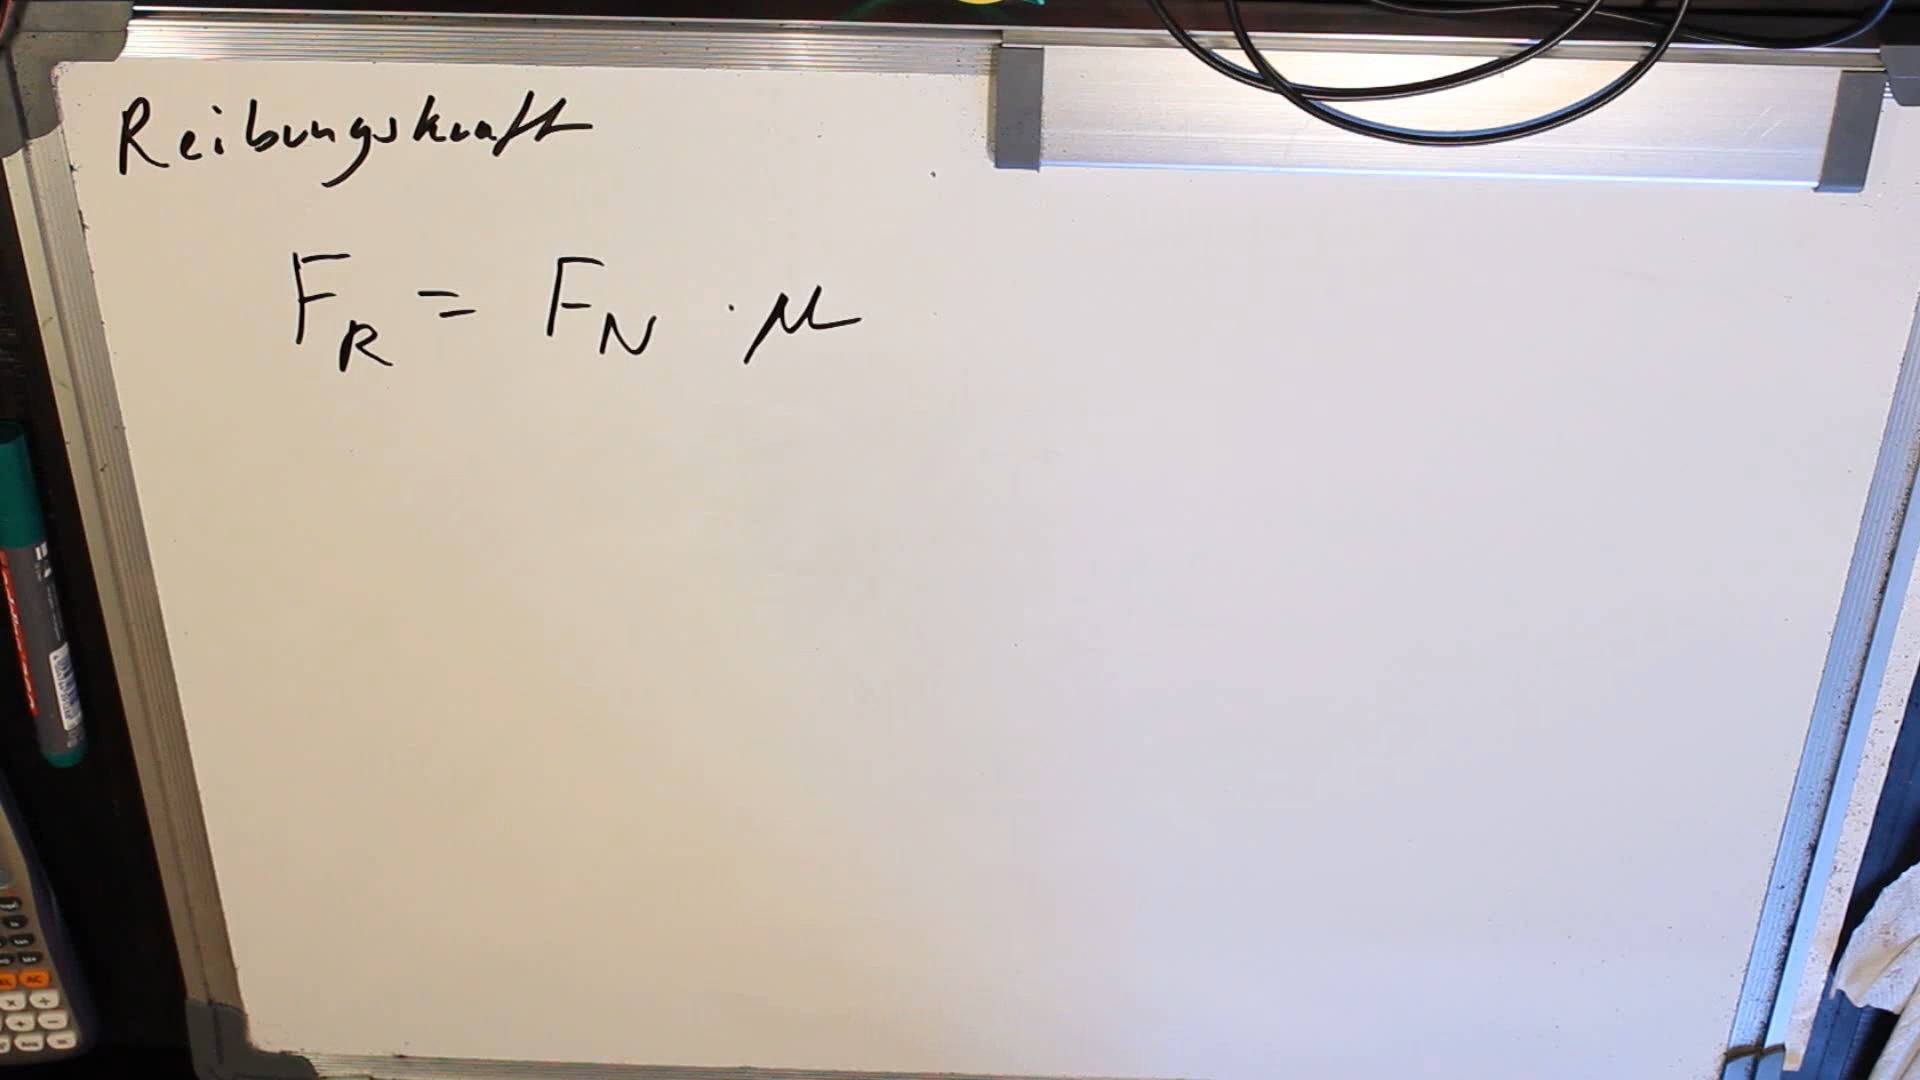 Reibungskraft
F_R = F_N · μ